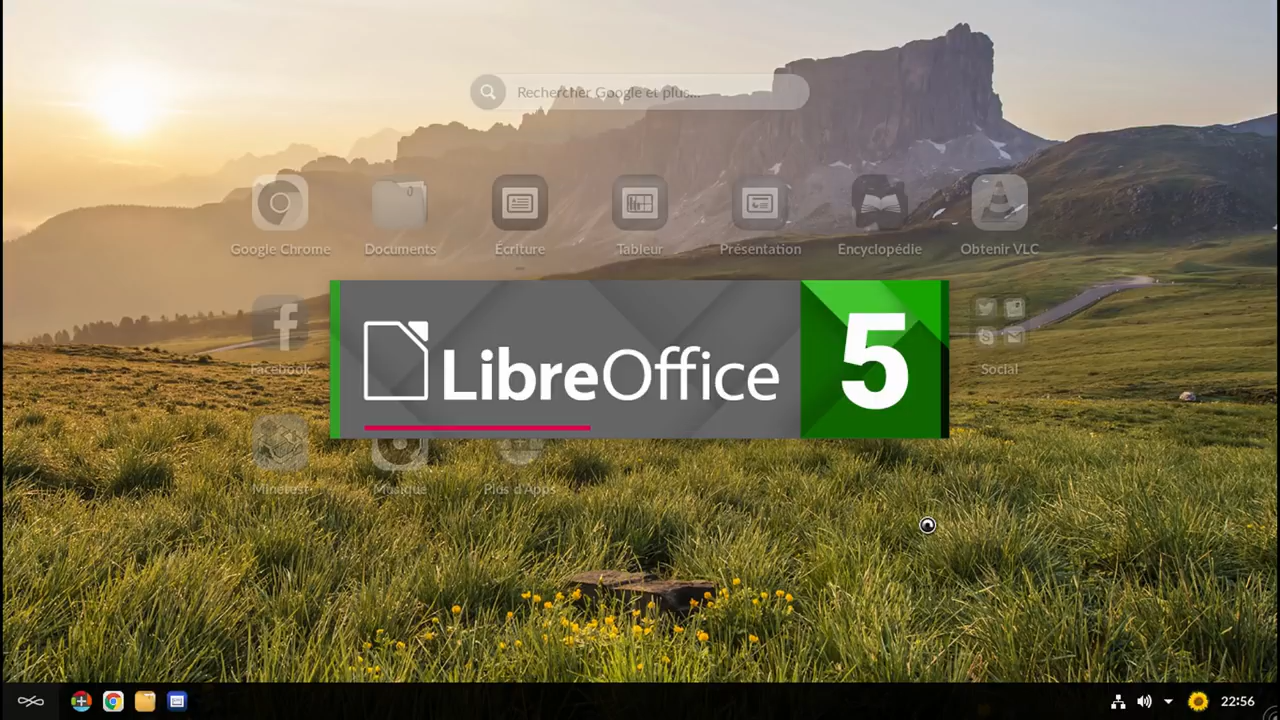 Rechercher Google et plus...
Google Chrome
Documents
Écriture
Tableur
Présentation
Encyclopédie
Obtenir VLC
LibreOffice 5
Facebook
Social
Minetest
Musique
Plus d'Apps
22:56